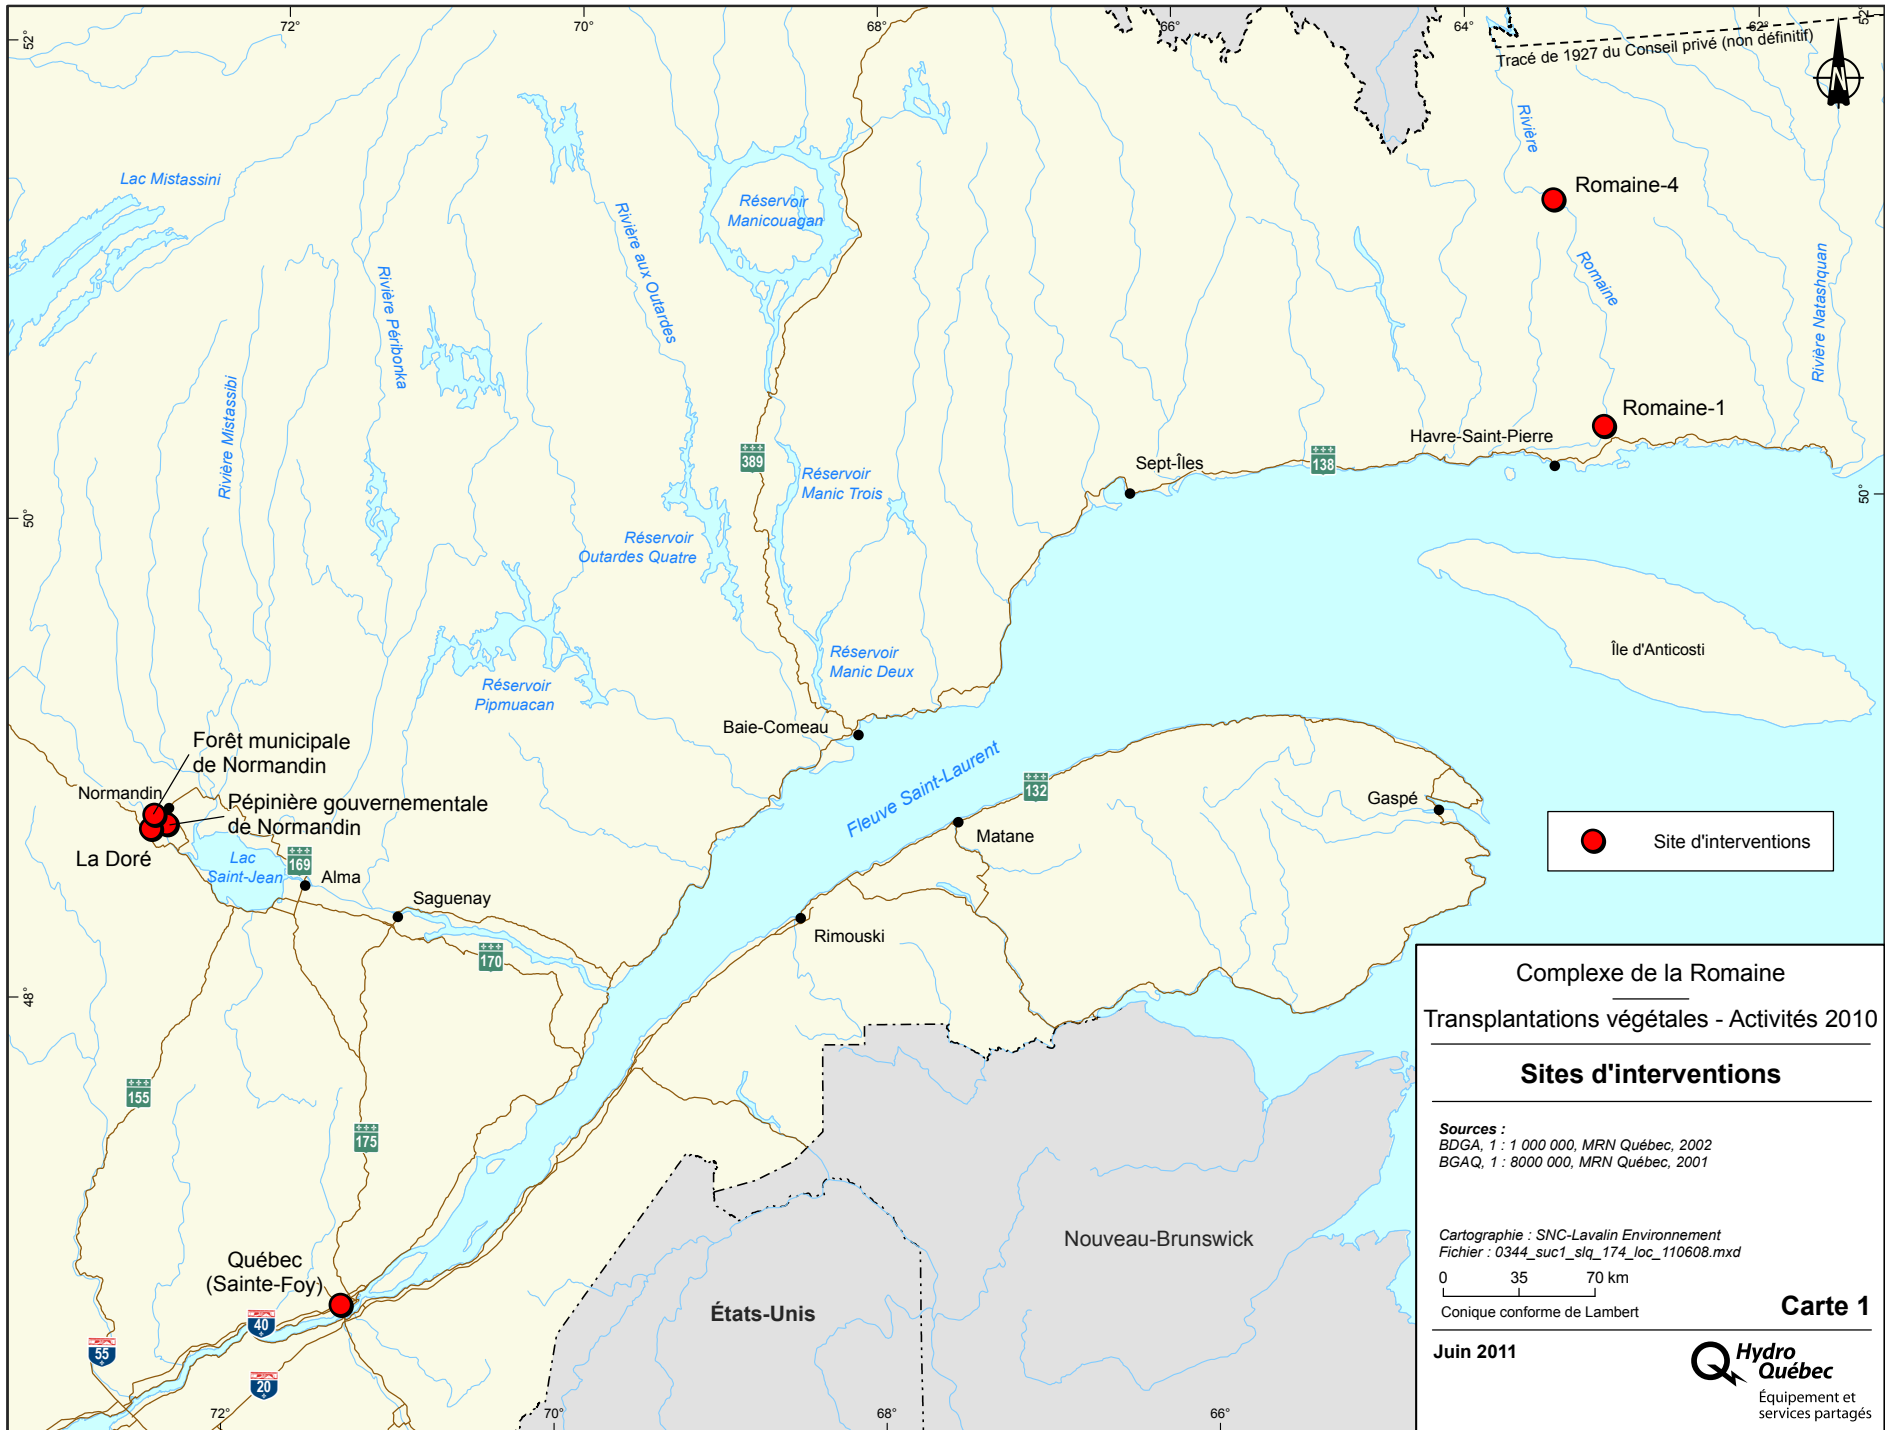 72°
70°
68°
66°
64°
62°
52°
52°
Tracé de 1927 du Conseil privé (non définitif)
N
Rivière
Romaine-4
Lac Mistassini
Réservoir
Manicouagan
Rivière aux Outardes
Rivière Péribonka
Romaine
Rivière Natashquan
Rivière Mistassibi
Romaine-1
Havre-Saint-Pierre
389
Sept-Îles
138
Réservoir
Manic Trois
50°
50°
Réservoir
Outardes Quatre
Île d'Anticosti
Réservoir
Manic Deux
Réservoir
Pipmuacan
Baie-Comeau
Forêt municipale
de Normandin
Normandin
Pépinière gouvernementale
de Normandin
La Doré
Fleuve Saint-Laurent
132
Gaspé
Matane
Lac
Saint-Jean
169
Alma
Saguenay
170
Rimouski
Site d'interventions
48°
155
175
Québec
(Sainte-Foy)
40
55
20
États-Unis
Nouveau-Brunswick
72°
70°
68°
66°
Complexe de la Romaine
Transplantations végétales - Activités 2010
Sites d'interventions
Sources :
BDGA, 1 : 1 000 000, MRN Québec, 2002
BGAQ, 1 : 8000 000, MRN Québec, 2001
Cartographie : SNC-Lavalin Environnement
Fichier : 0344_suc1_slq_174_loc_110608.mxd
0 35 70 km
Conique conforme de Lambert
Carte 1
Juin 2011
Hydro
Québec
Équipement et
services partagés